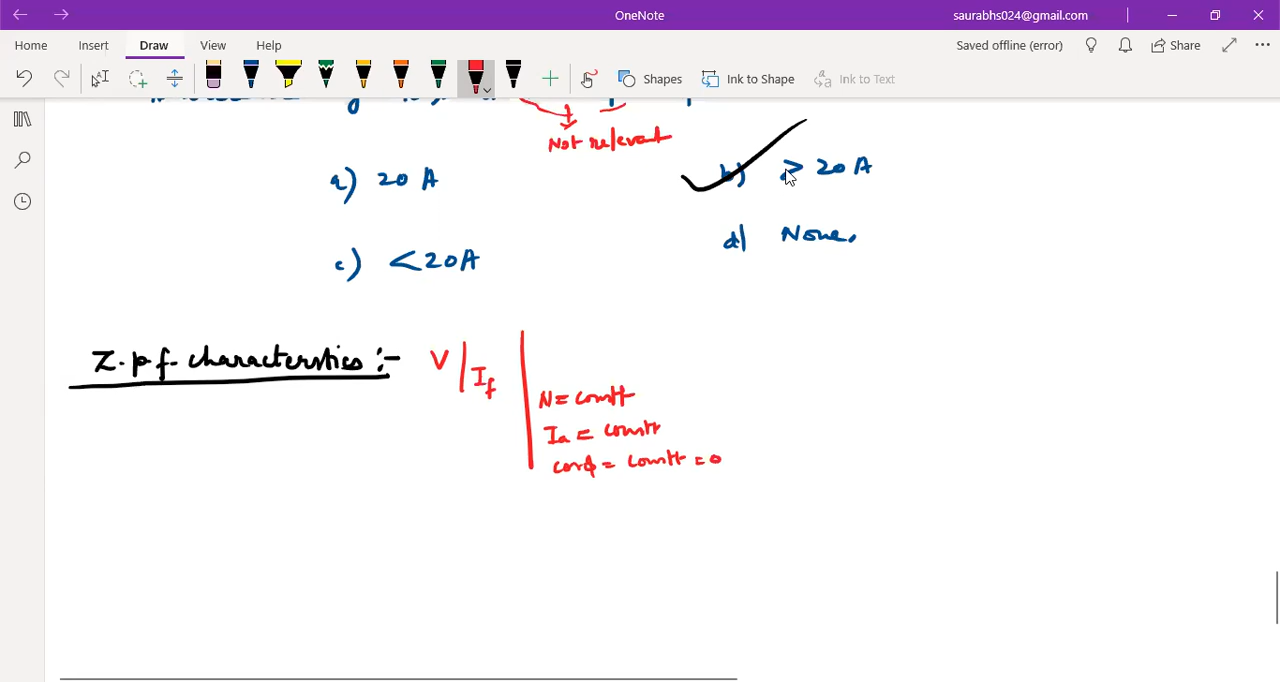 OneNote
saurabhs024@gmail.com
Home Insert Draw View Help
Saved offline (error) Share
Shapes Ink to Shape Ink to Text
Not relevant
a) 20 A
b) ≥ 20 A
c) < 20A
d) None.
Z.p.f. characterstics :- V / If
N = constt
Ia = constt
cosϕ = constt = 0